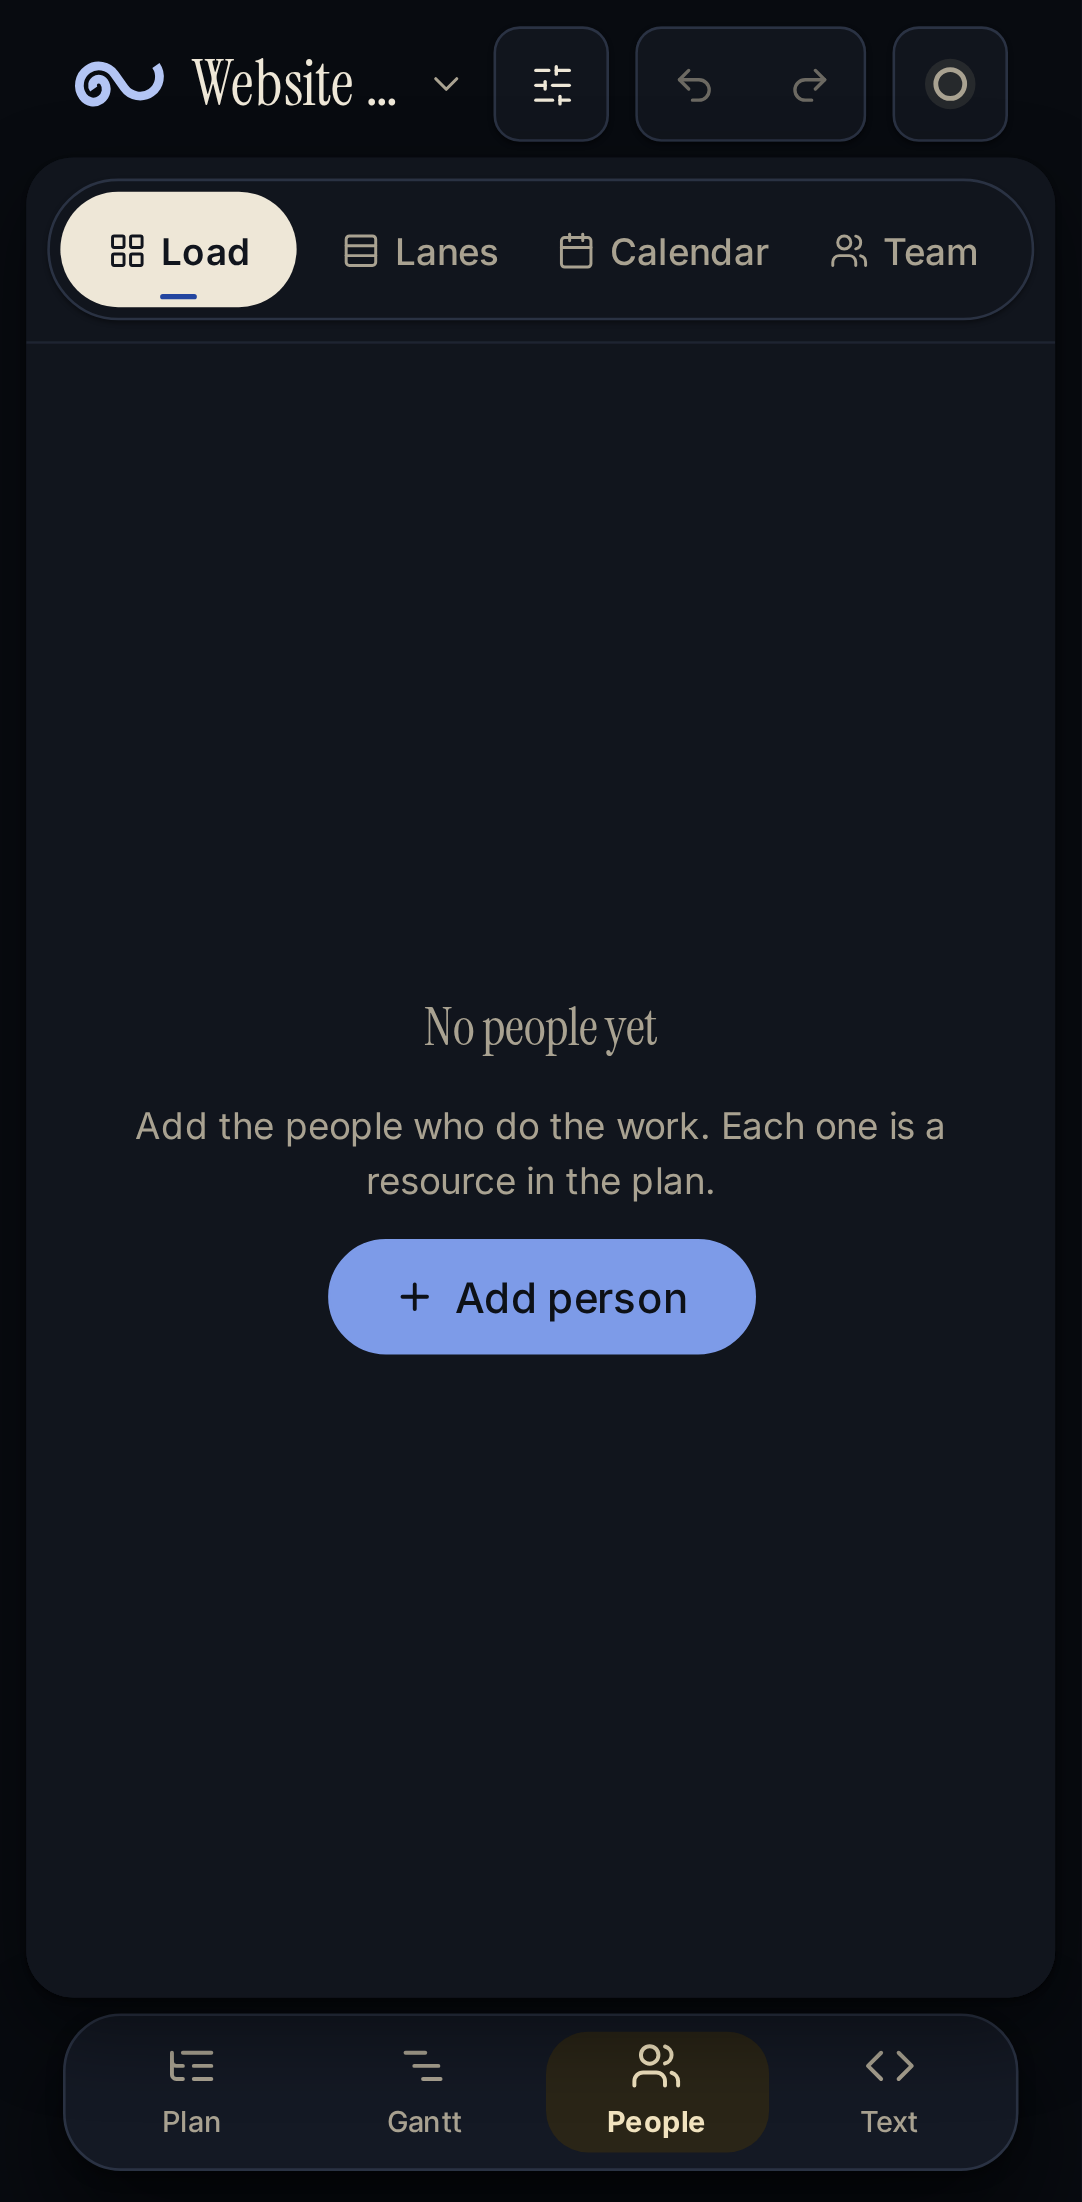 Website ...
Load
Lanes
Calendar
Team
No people yet
Add the people who do the work. Each one is a
resource in the plan.
Add person
Plan
Gantt
People
Text